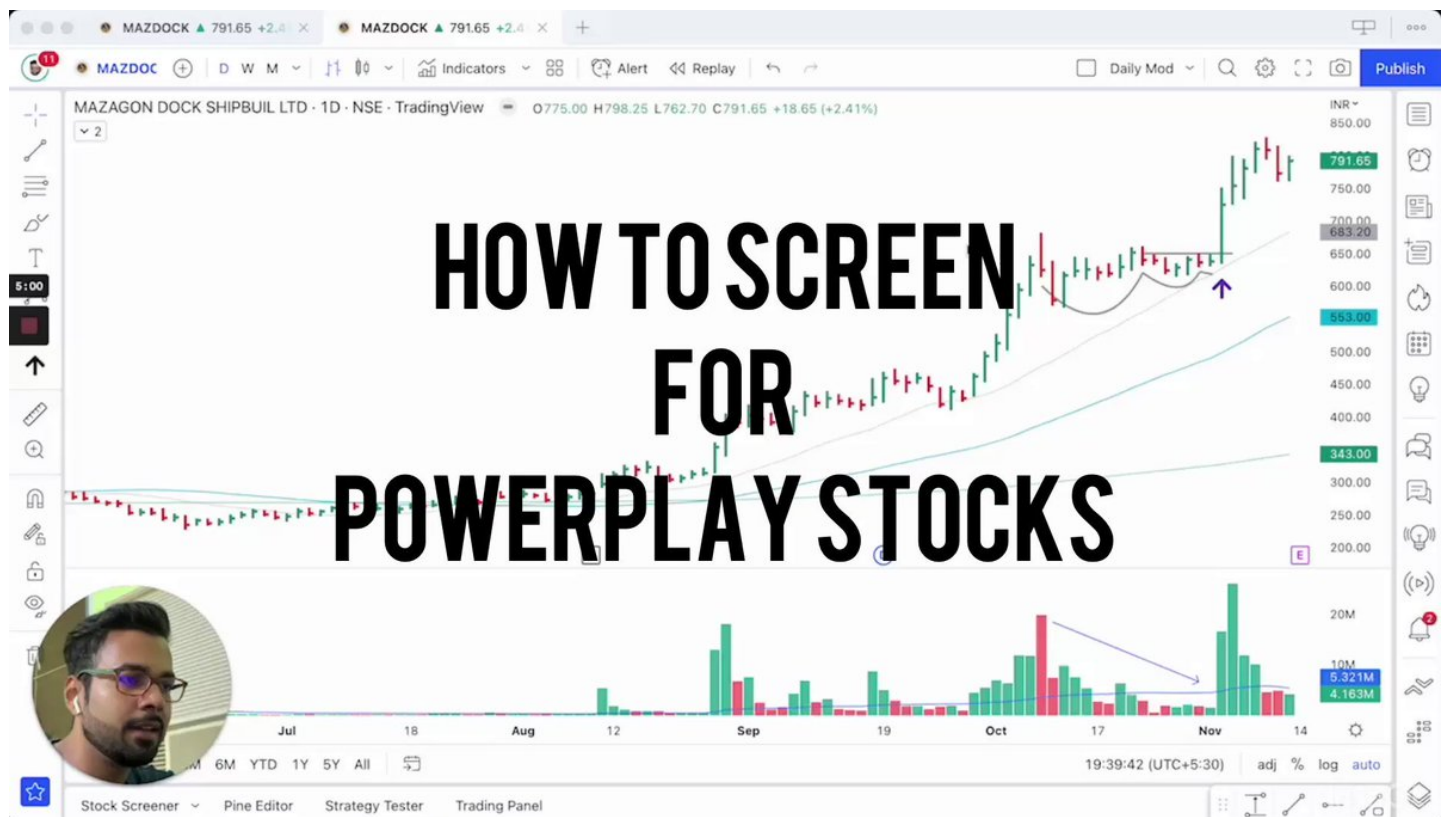 MAZDOCK ▲ 791.65 +2.4
MAZDOCK ▲ 791.65 +2.4
11
MAZDOC
D W M
Indicators
Alert
Replay
Daily Mod
Publish
MAZAGON DOCK SHIPBUIL LTD · 1D · NSE · TradingView
O775.00 H798.25 L762.70 C791.65 +18.65 (+2.41%)
2
INR
850.00
791.65
750.00
700.00
683.20
650.00
600.00
553.00
500.00
450.00
400.00
343.00
300.00
250.00
200.00
T
5:00
HOW TO SCREEN
FOR
POWERPLAY STOCKS
E
20M
10M
5.321M
4.163M
2
Jul 18 Aug 12 Sep 19 Oct 17 Nov 14
6M YTD 1Y 5Y All
19:39:42 (UTC+5:30) adj % log auto
Stock Screener
Pine Editor
Strategy Tester
Trading Panel